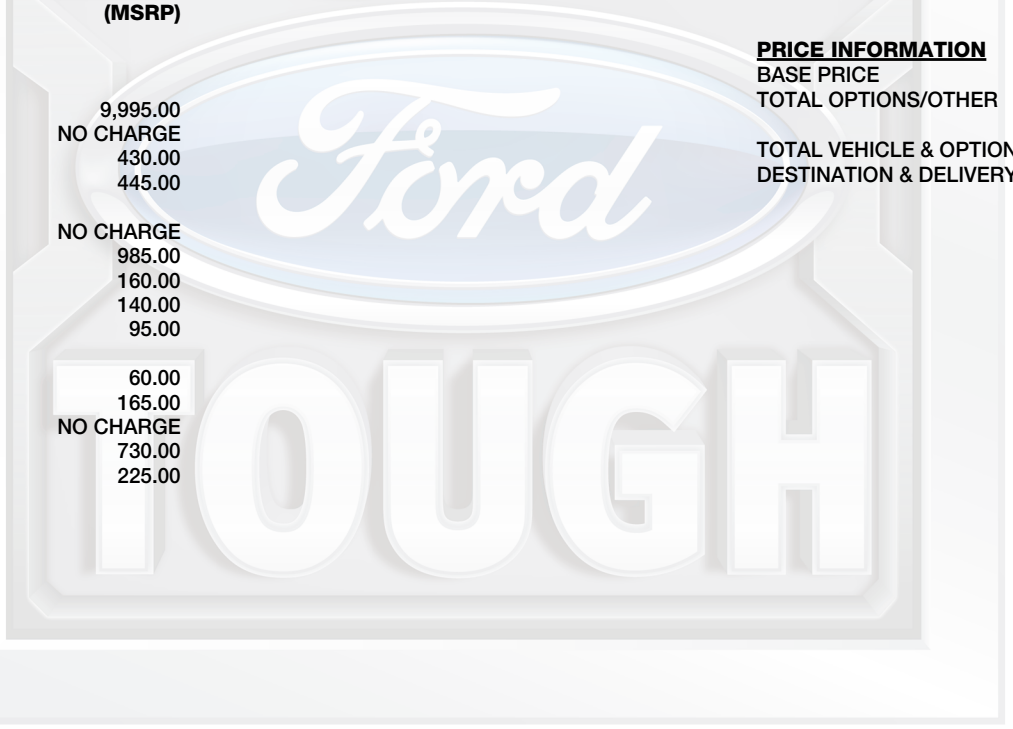 (MSRP)
9,995.00
NO CHARGE
430.00
445.00
NO CHARGE
985.00
160.00
140.00
95.00
60.00
165.00
NO CHARGE
730.00
225.00
PRICE INFORMATION
BASE PRICE
TOTAL OPTIONS/OTHER
TOTAL VEHICLE & OPTION
DESTINATION & DELIVERY
Ford
TOUGH